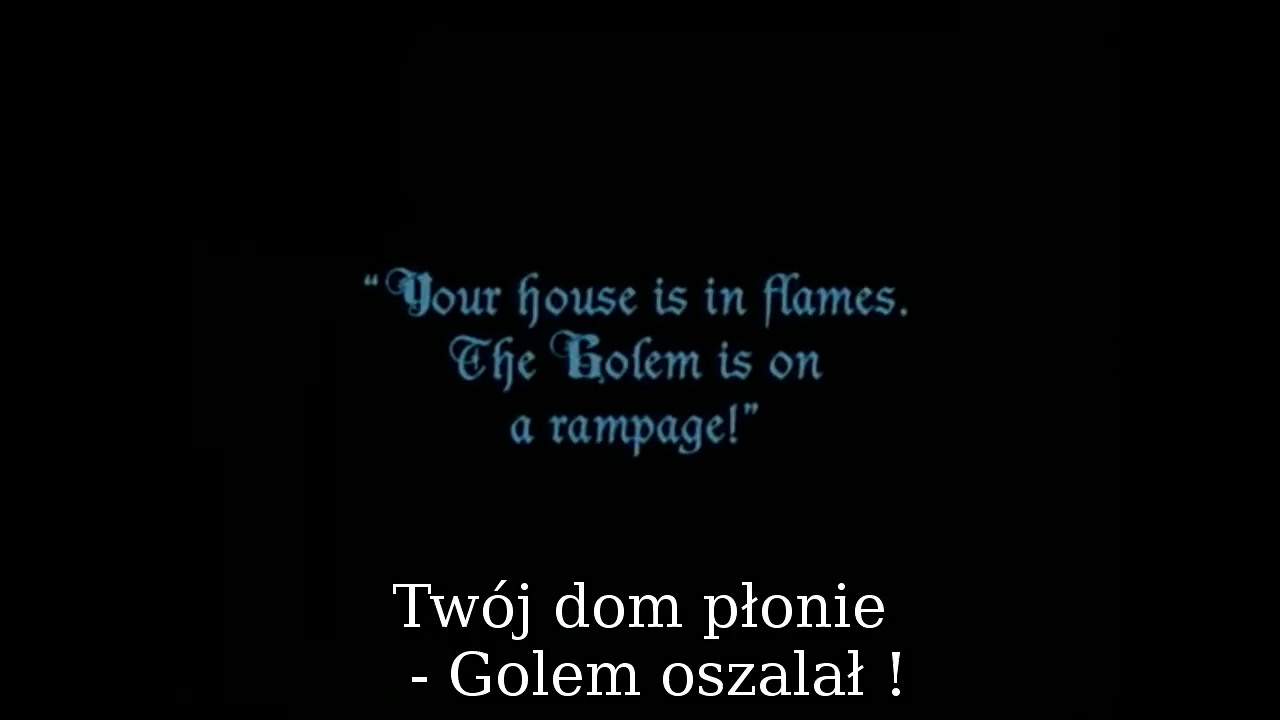 “Your house is in flames.
The Golem is on
a rampage!”
Twój dom płonie
- Golem oszalał !